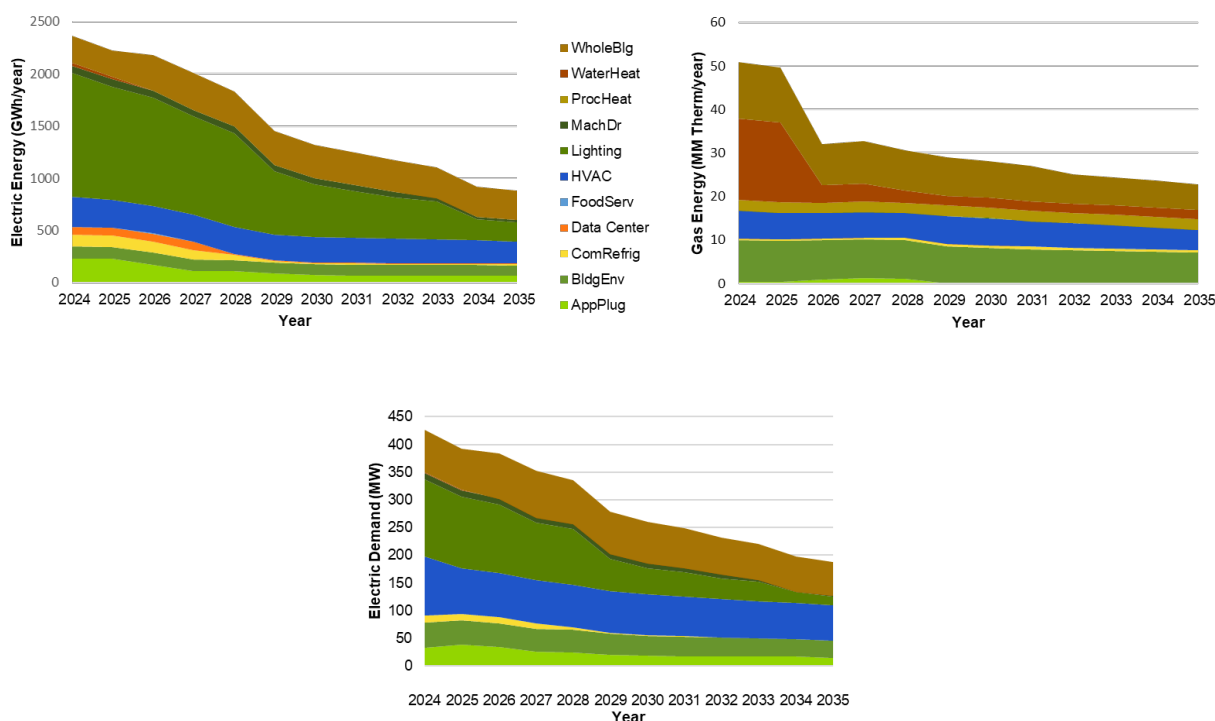 Electric Energy (GWh/year)
2500
2000
1500
1000
500
0
2024 2025 2026 2027 2028 2029 2030 2031 2032 2033 2034 2035
Year
WholeBlg
WaterHeat
ProcHeat
MachDr
Lighting
HVAC
FoodServ
Data Center
ComRefrig
BldgEnv
AppPlug
Gas Energy (MM Therm/year)
60
50
40
30
20
10
0
2024 2025 2026 2027 2028 2029 2030 2031 2032 2033 2034 2035
Year
Electric Demand (MW)
450
400
350
300
250
200
150
100
50
0
2024 2025 2026 2027 2028 2029 2030 2031 2032 2033 2034 2035
Year